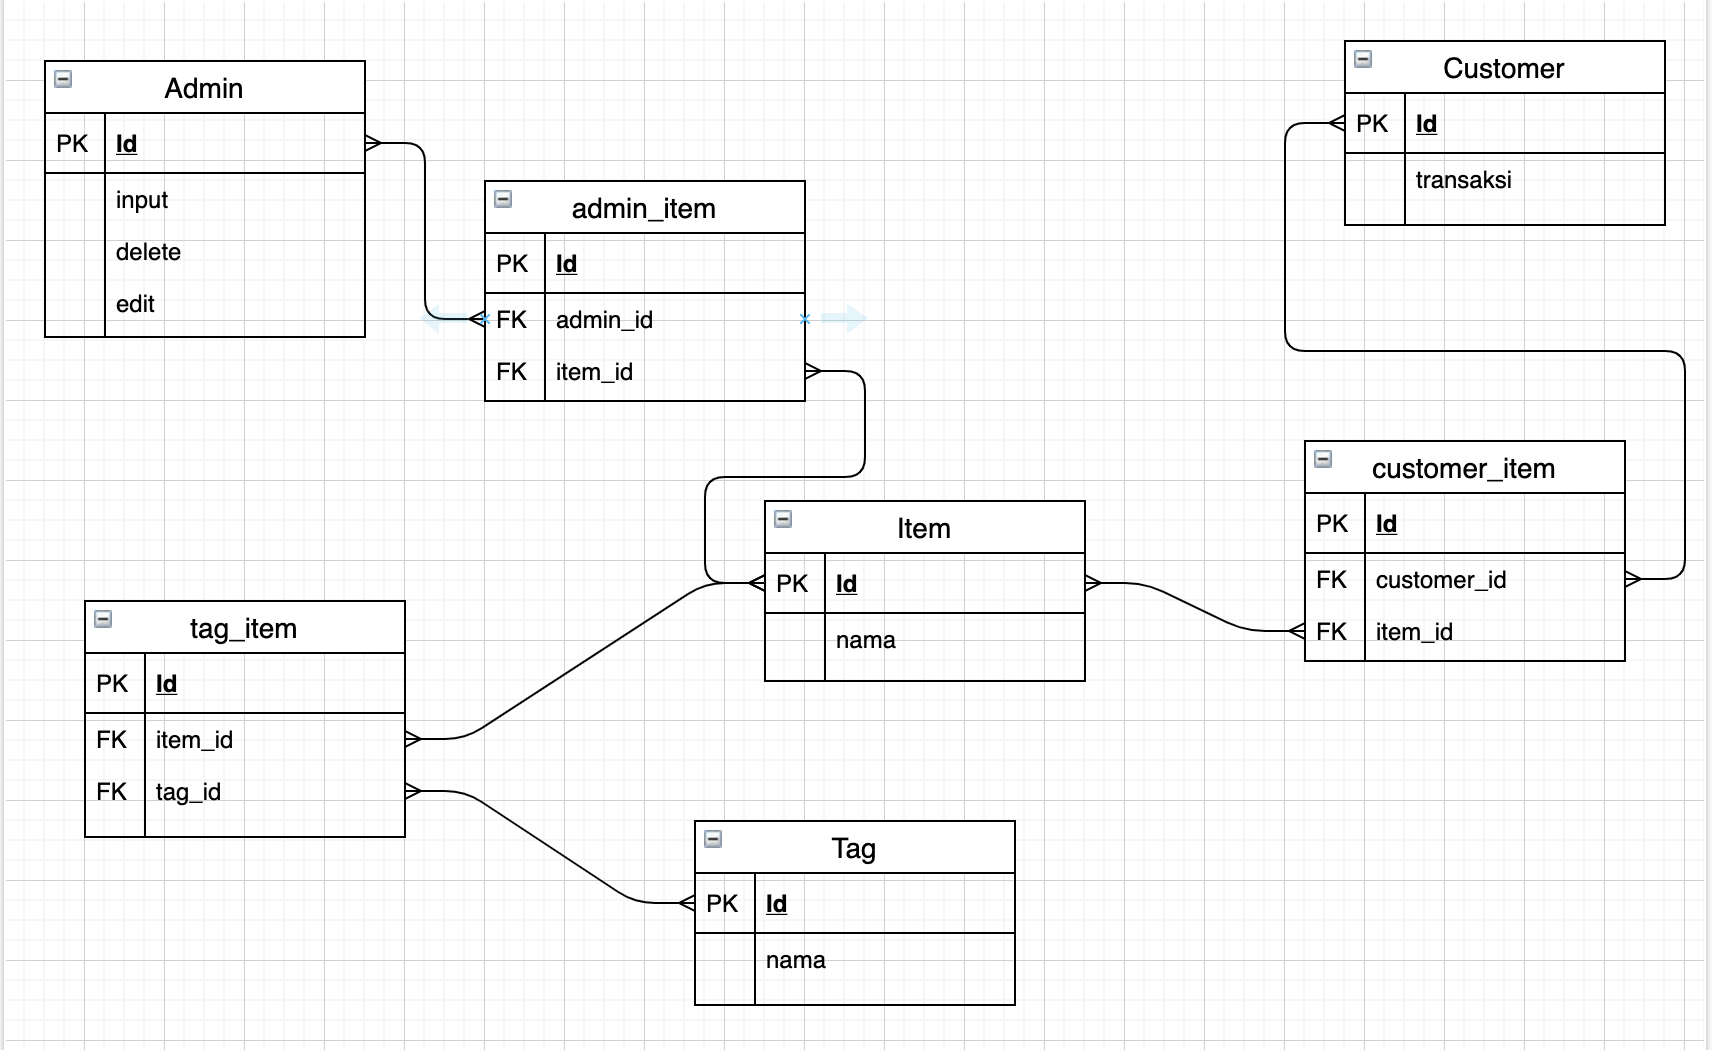 Admin
PK Id
input
delete
edit
admin_item
PK Id
FK admin_id
FK item_id
Customer
PK Id
transaksi
customer_item
PK Id
FK customer_id
FK item_id
Item
PK Id
nama
tag_item
PK Id
FK item_id
FK tag_id
Tag
PK Id
nama